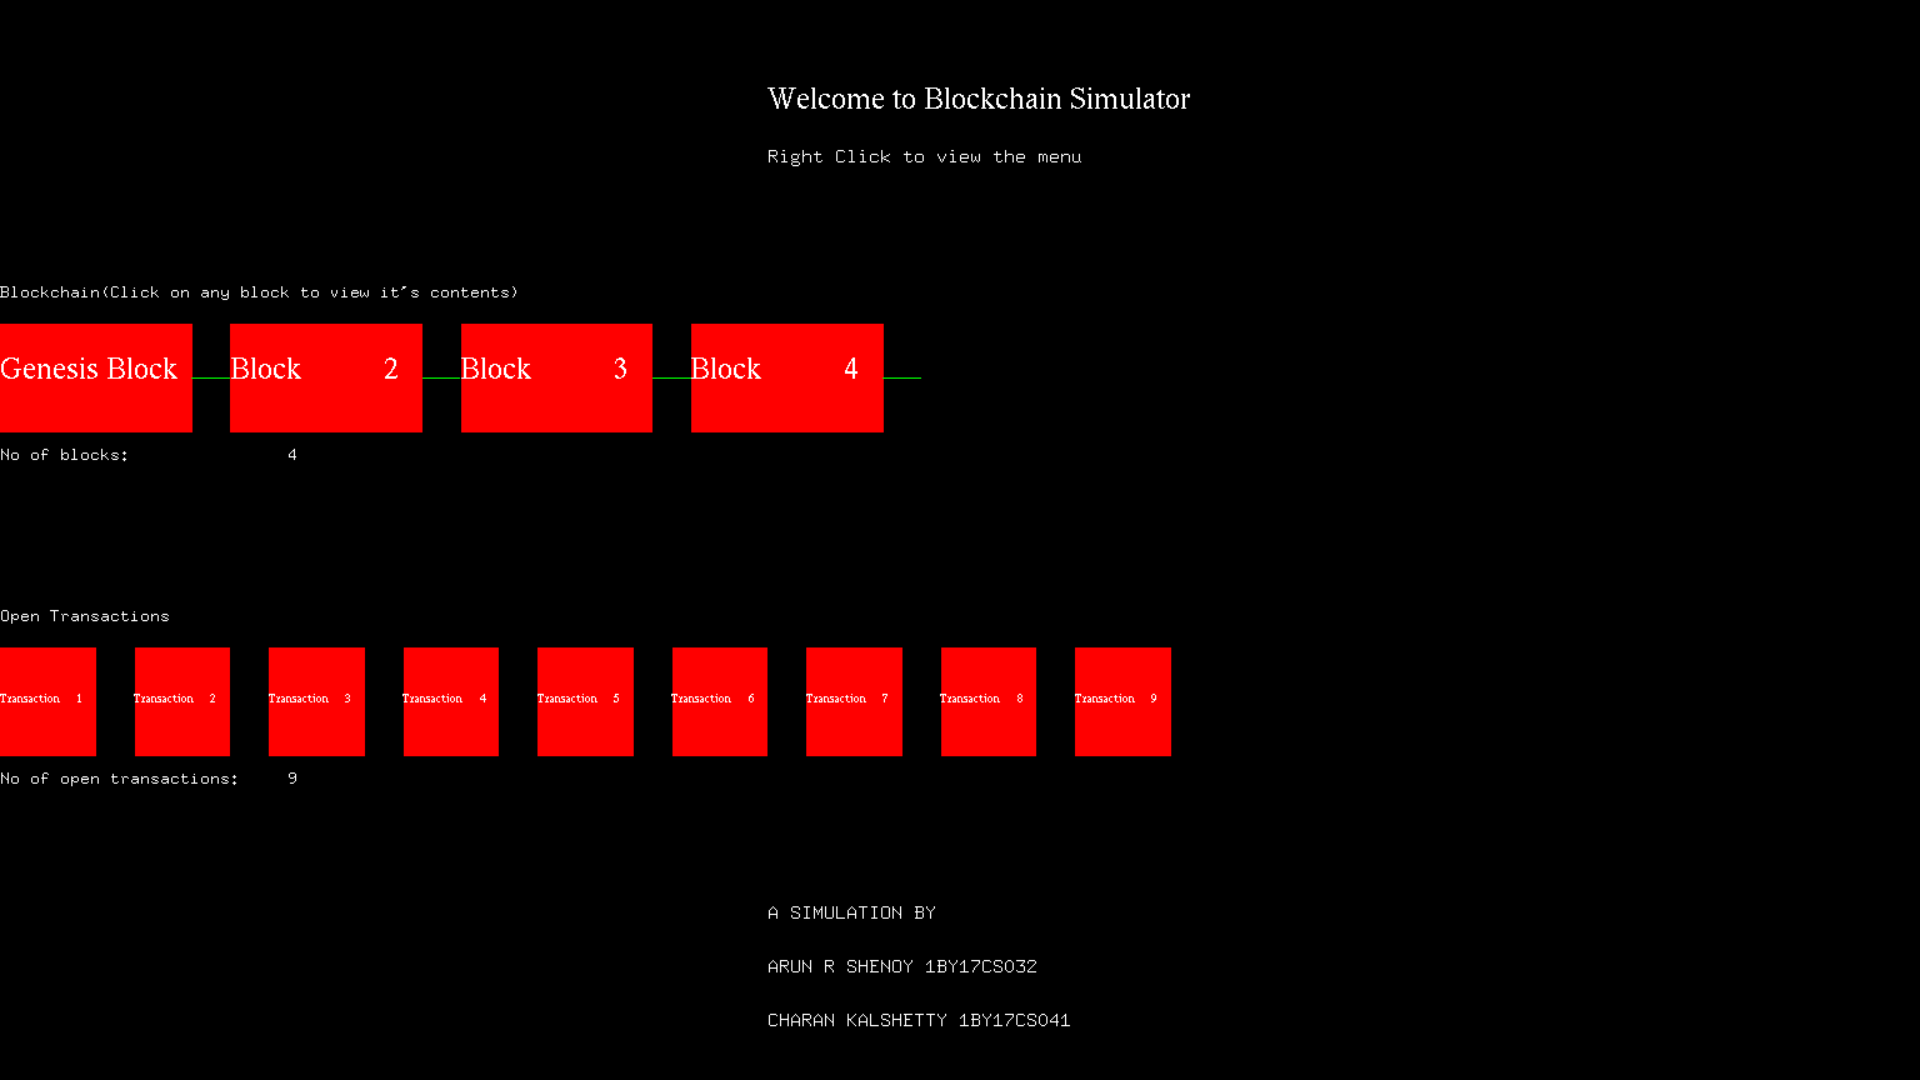 Welcome to Blockchain Simulator
Right Click to view the menu
Blockchain(Click on any block to view it's contents)
Genesis Block Block 2 Block 3 Block 4
No of blocks: 4
Open Transactions
Transaction 1 Transaction 2 Transaction 3 Transaction 4 Transaction 5 Transaction 6 Transaction 7 Transaction 8 Transaction 9
No of open transactions: 9
A SIMULATION BY
ARUN R SHENOY 1BY17CS032
CHARAN KALSHETTY 1BY17CS041